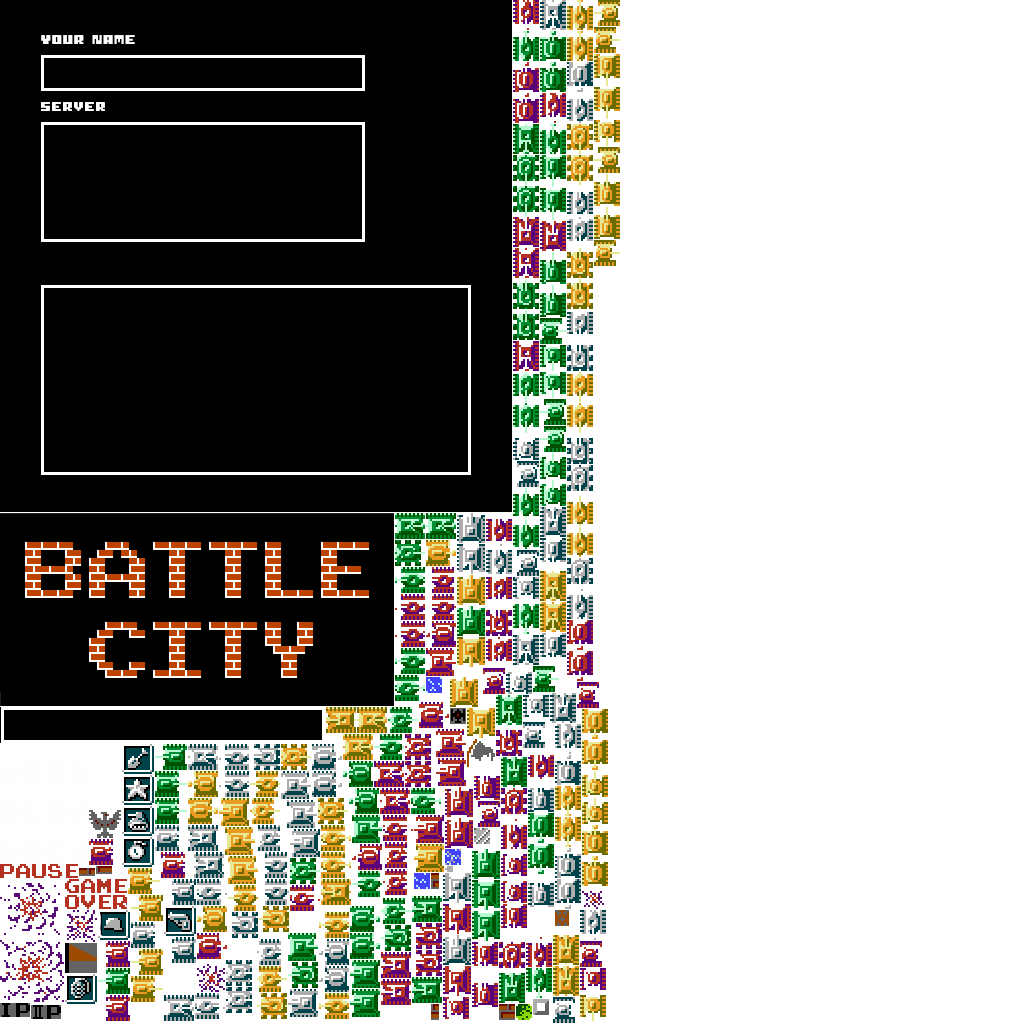 YOUR NAME
SERVER
BATTLE
CITY
PAUSE
GAME
OVER
IP IIP